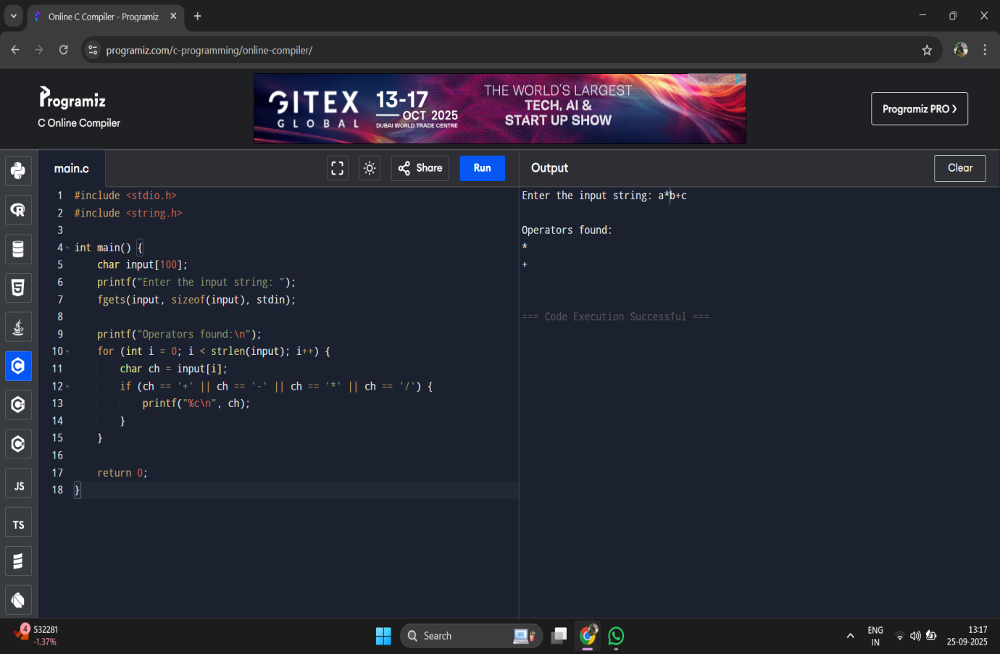 Online C Compiler - Programiz
programiz.com/c-programming/online-compiler/
Programiz
C Online Compiler
GITEX
GLOBAL
13-17
OCT 2025
DUBAI WORLD TRADE CENTRE
THE WORLD'S LARGEST
TECH, AI &
START UP SHOW
AdChoices
Programiz PRO
main.c
Share
Run
Output
Clear
1 #include <stdio.h>
2 #include <string.h>
3
4 int main() {
5     char input[100];
6     printf("Enter the input string: ");
7     fgets(input, sizeof(input), stdin);
8
9     printf("Operators found:\n");
10     for (int i = 0; i < strlen(input); i++) {
11         char ch = input[i];
12         if (ch == '+' || ch == '-' || ch == '*' || ch == '/') {
13             printf("%c\n", ch);
14         }
15     }
16
17     return 0;
18 }
Enter the input string: a*b+c
Operators found:
*
+
=== Code Execution Successful ===
R
5
C
JS
TS
4
532281
-1.37%
Search
ENG
IN
13:17
25-09-2025